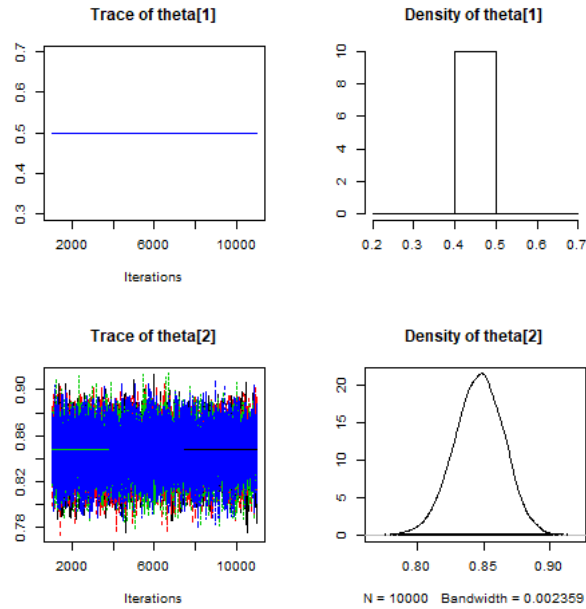 Trace of theta[1]
0.3 0.4 0.5 0.6 0.7
2000 6000 10000
Iterations
Density of theta[1]
0 2 4 6 8 10
0.2 0.3 0.4 0.5 0.6 0.7
Trace of theta[2]
0.78 0.82 0.86 0.90
2000 6000 10000
Iterations
Density of theta[2]
0 5 10 15 20
0.80 0.85 0.90
N = 10000 Bandwidth = 0.002359